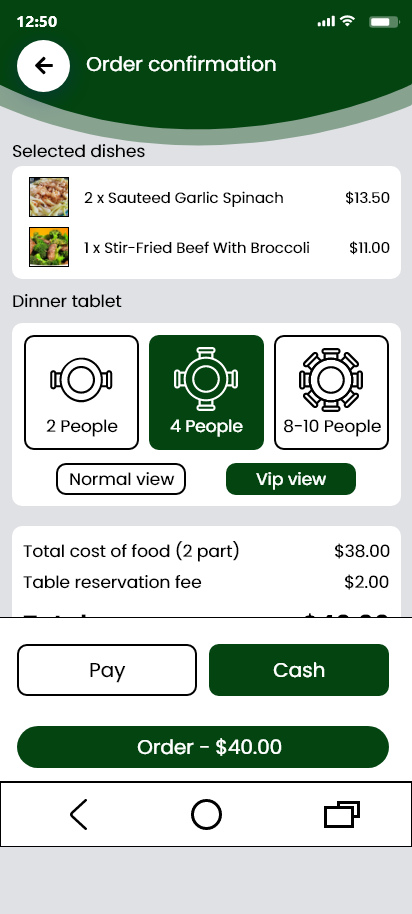 12:50
Order confirmation
Selected dishes
2 x Sauteed Garlic Spinach $13.50
1 x Stir-Fried Beef With Broccoli $11.00
Dinner tablet
2 People 4 People 8-10 People
Normal view Vip view
Total cost of food (2 part) $38.00
Table reservation fee $2.00
Pay Cash
Order - $40.00